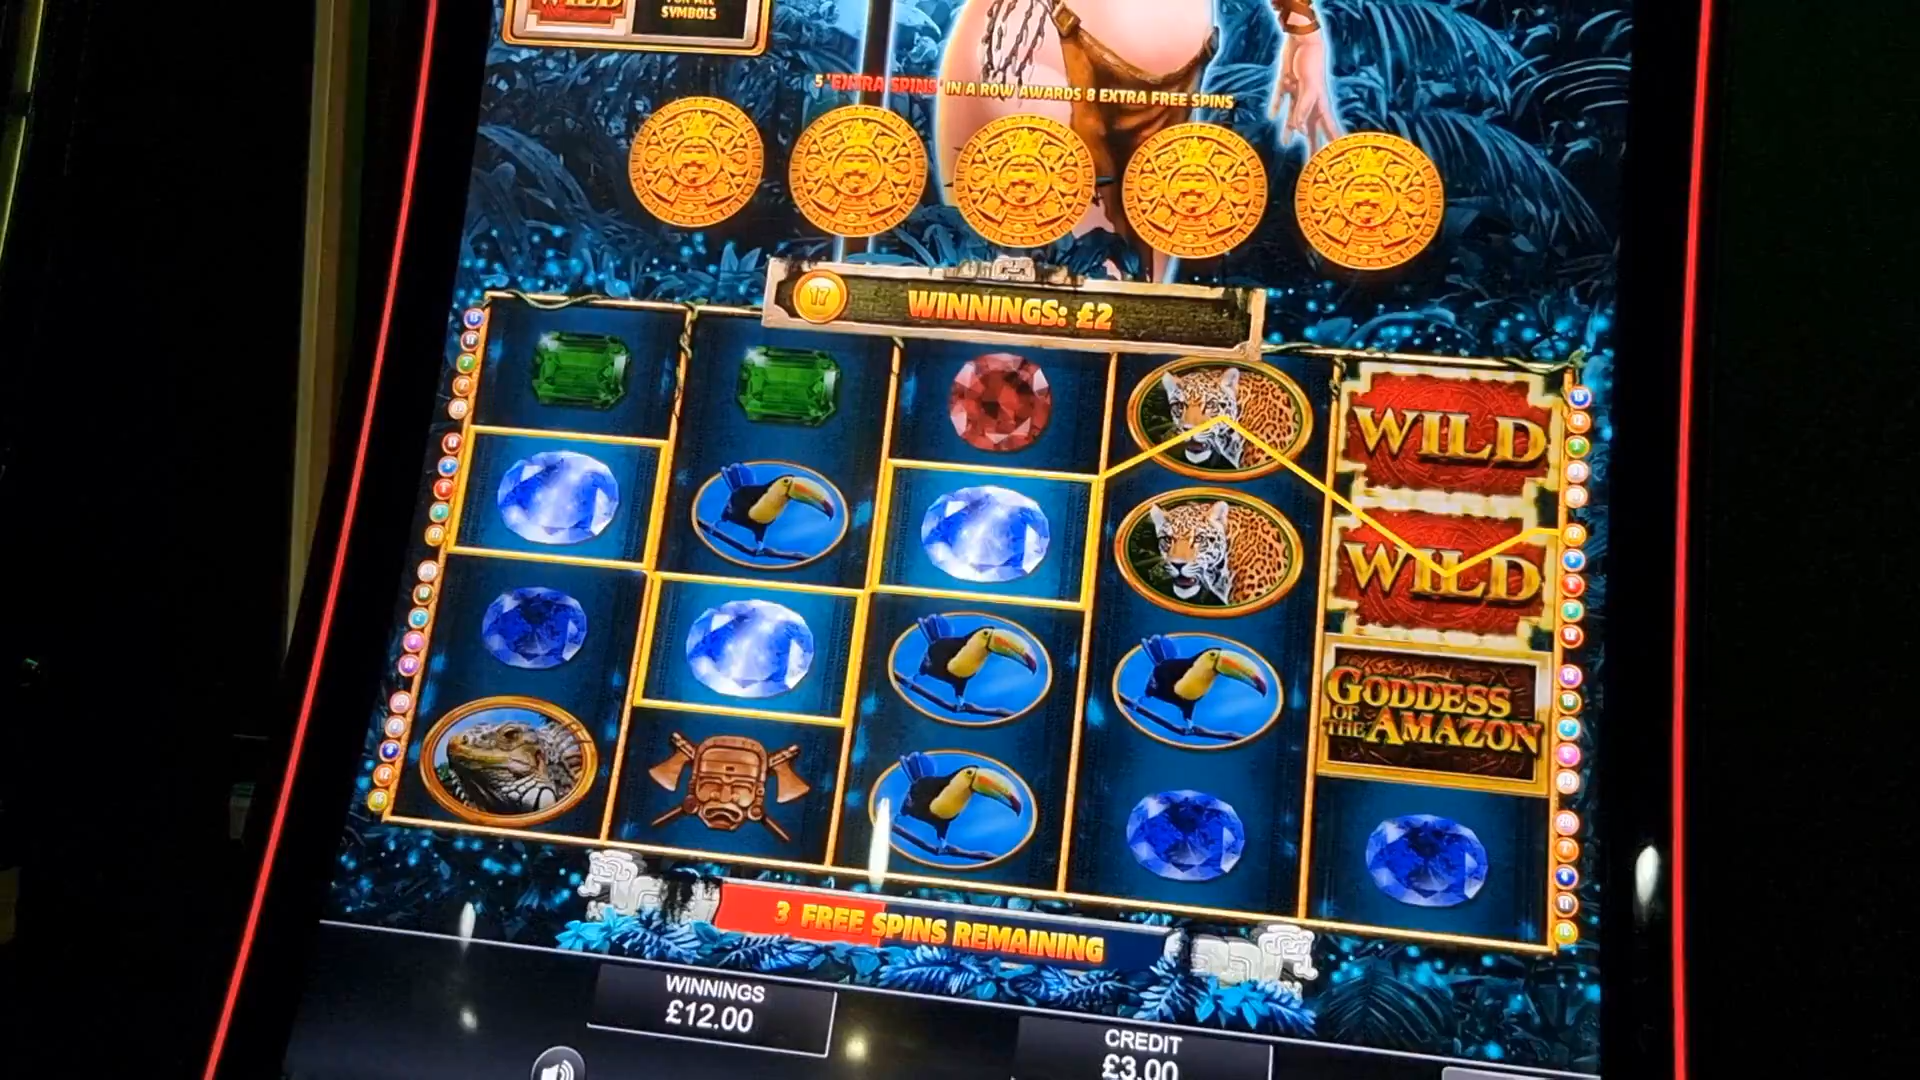 WILD
FOR ALL
SYMBOLS
5 'EXTRA SPINS' IN A ROW AWARDS 8 EXTRA FREE SPINS
17 WINNINGS: £2
WILD
WILD
GODDESS
OF THE AMAZON
3 FREE SPINS REMAINING
WINNINGS
£12.00
CREDIT
£3.00